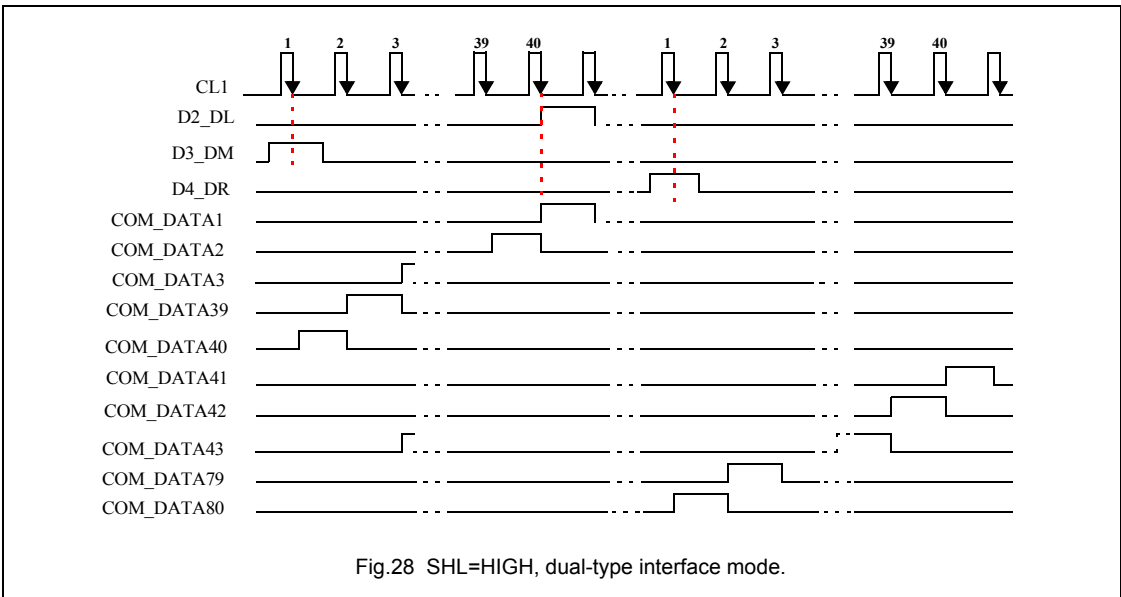 1 2 3 39 40 1 2 3 39 40
CL1
D2_DL
D3_DM
D4_DR
COM_DATA1
COM_DATA2
COM_DATA3
COM_DATA39
COM_DATA40
COM_DATA41
COM_DATA42
COM_DATA43
COM_DATA79
COM_DATA80
Fig.28 SHL=HIGH, dual-type interface mode.